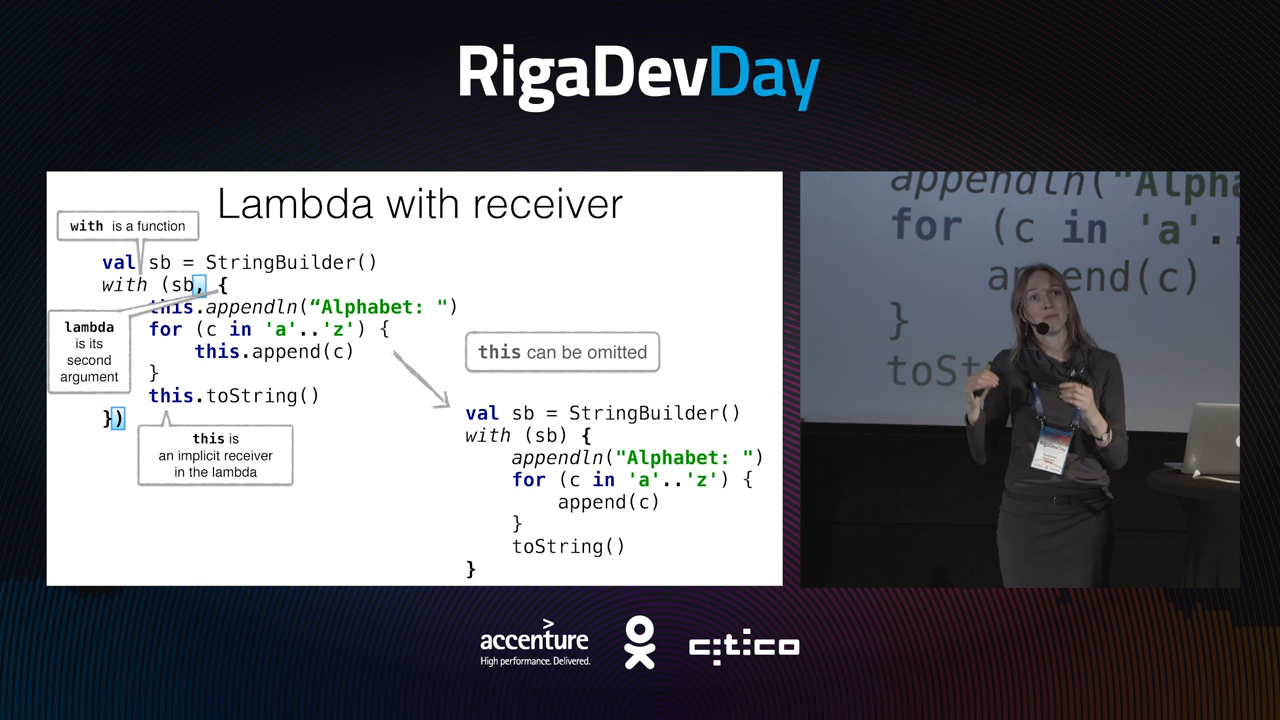 RigaDevDay
Lambda with receiver
with is a function
val sb = StringBuilder()
with (sb, {
this.appendln(“Alphabet: ")
for (c in 'a'..'z') {
this.append(c)
}
this.toString()
})
lambda
is its
second
argument
this is
an implicit receiver
in the lambda
this can be omitted
val sb = StringBuilder()
with (sb) {
appendln("Alphabet: ")
for (c in 'a'..'z') {
append(c)
}
toString()
}
appendln("Alpha
for (c in 'a'..
append(c)
}
toSt
RigaDevDay
accenture
High performance. Delivered.
citico